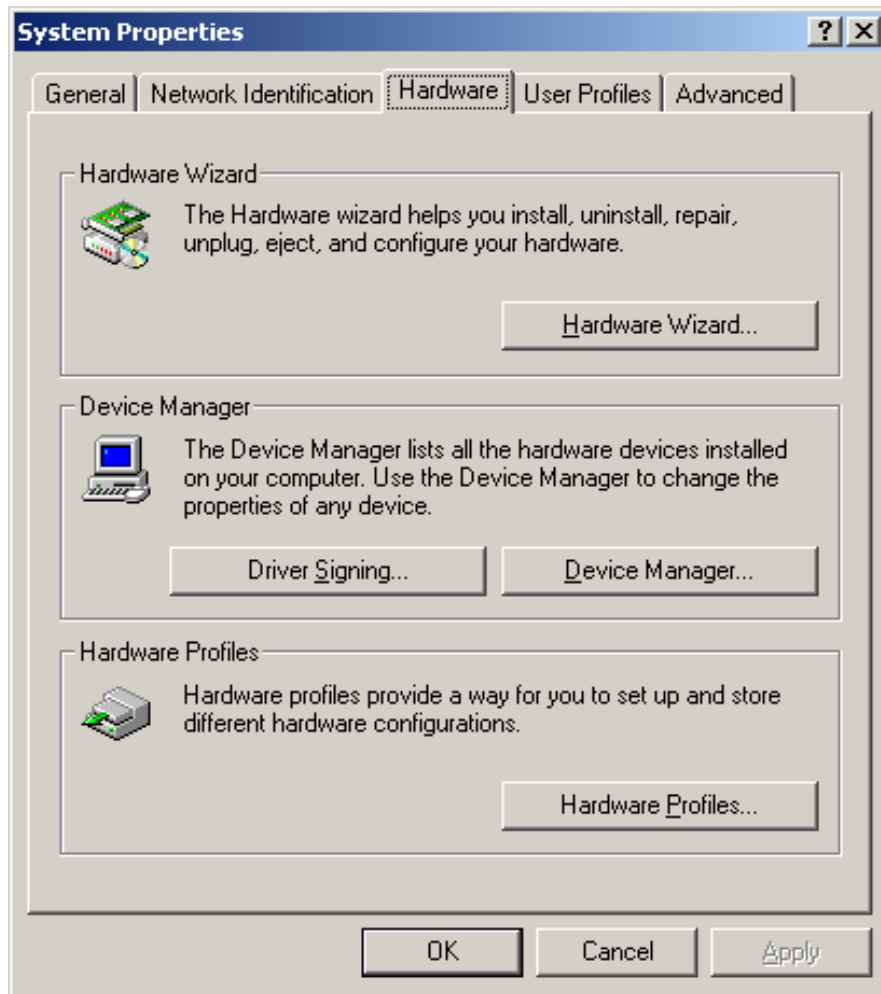 System Properties
General Network Identification Hardware User Profiles Advanced
Hardware Wizard
The Hardware wizard helps you install, uninstall, repair,
unplug, eject, and configure your hardware.
Hardware Wizard...
Device Manager
The Device Manager lists all the hardware devices installed
on your computer. Use the Device Manager to change the
properties of any device.
Driver Signing... Device Manager...
Hardware Profiles
Hardware profiles provide a way for you to set up and store
different hardware configurations.
Hardware Profiles...
OK Cancel Apply